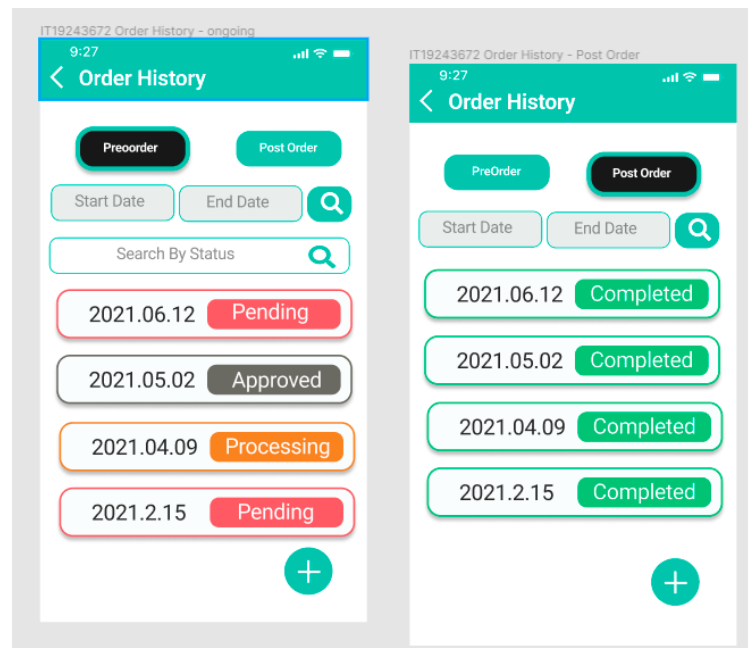 IT19243672 Order History - ongoing
9:27
Order History
Preoorder Post Order
Start Date End Date
Search By Status
2021.06.12 Pending
2021.05.02 Approved
2021.04.09 Processing
2021.2.15 Pending
IT19243672 Order History - Post Order
9:27
Order History
PreOrder Post Order
Start Date End Date
2021.06.12 Completed
2021.05.02 Completed
2021.04.09 Completed
2021.2.15 Completed